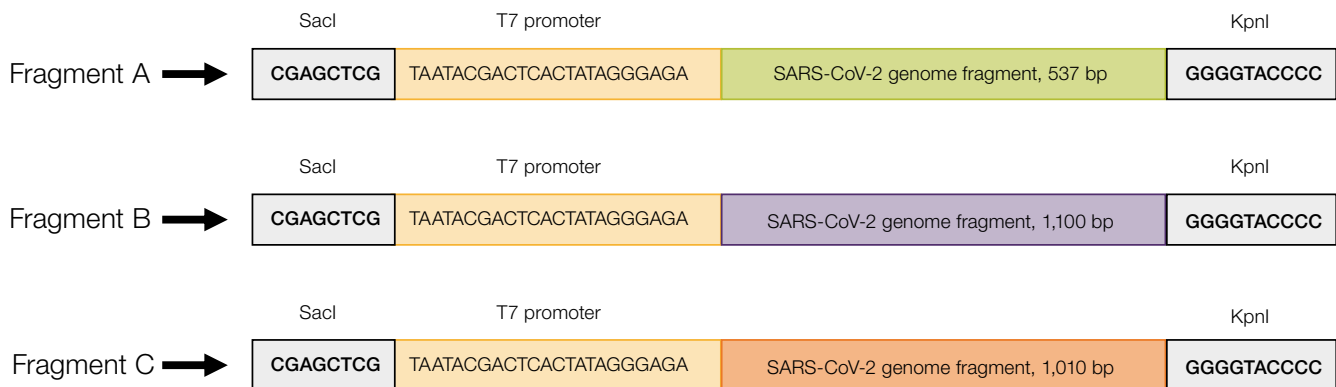 SacI T7 promoter KpnI
Fragment A CGAGCTCG TAATACGACTCACTATAGGGAGA SARS-CoV-2 genome fragment, 537 bp GGGGTACCCC
SacI T7 promoter KpnI
Fragment B CGAGCTCG TAATACGACTCACTATAGGGAGA SARS-CoV-2 genome fragment, 1,100 bp GGGGTACCCC
SacI T7 promoter KpnI
Fragment C CGAGCTCG TAATACGACTCACTATAGGGAGA SARS-CoV-2 genome fragment, 1,010 bp GGGGTACCCC